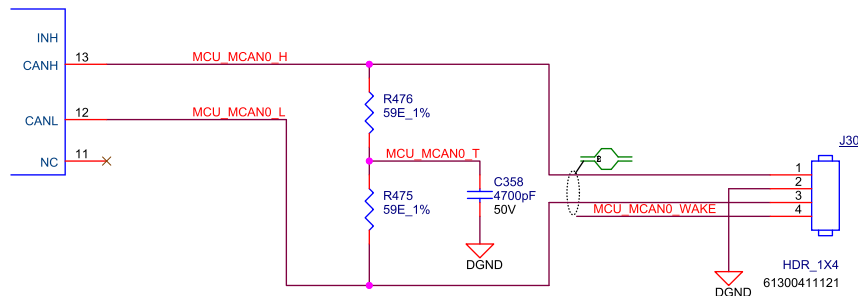 INH
CANH
13
MCU_MCAN0_H
R476
59E_1%
CANL
12
MCU_MCAN0_L
NC
11
MCU_MCAN0_T
C358
4700pF
50V
R475
59E_1%
DGND
B
J30
1
2
3
4
MCU_MCAN0_WAKE
HDR_1X4
61300411121
DGND